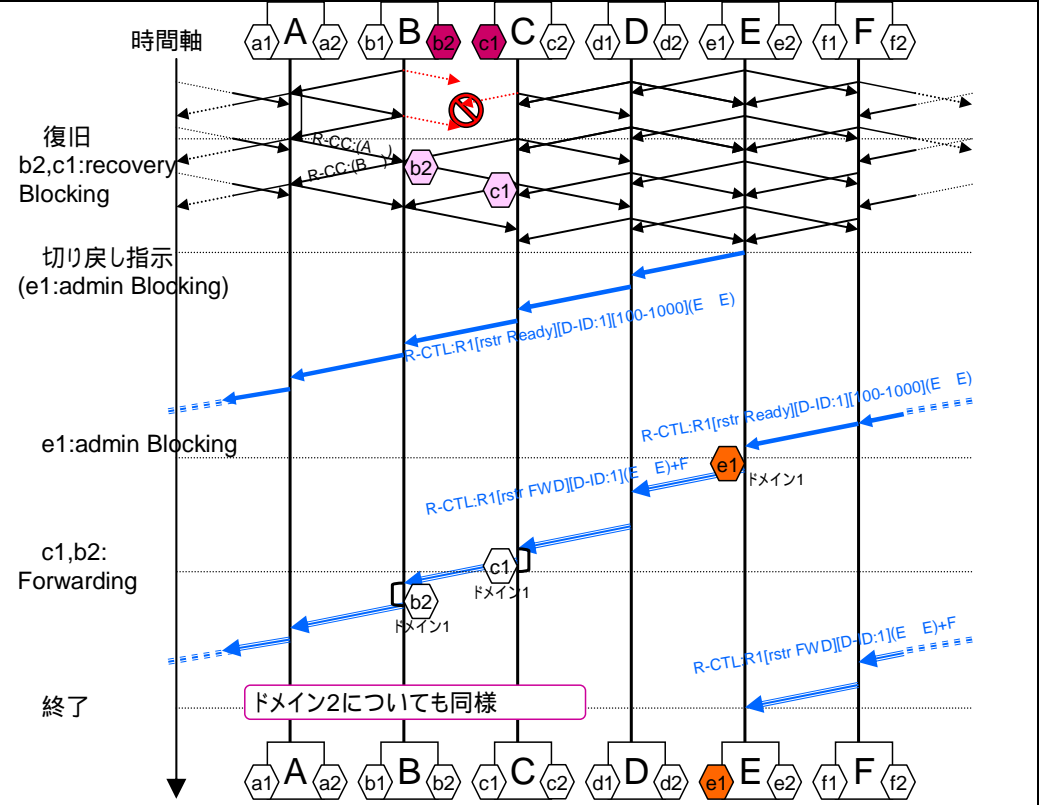 時間軸
a1 A a2 b1 B b2 c1 C c2 d1 D d2 e1 E e2 f1 F f2
復旧
b2,c1:recovery
Blocking
R-CC:(A )
R-CC:(B )
b2
c1
切り戻し指示
(e1:admin Blocking)
R-CTL:R1[rstr Ready][D-ID:1][100-1000](E E)
R-CTL:R1[rstr Ready][D-ID:1][100-1000](E E)
e1:admin Blocking
e1
ドメイン1
R-CTL:R1[rstr FWD][D-ID:1](E E)+F
c1,b2:
Forwarding
c1
ドメイン1
b2
ドメイン1
R-CTL:R1[rstr FWD][D-ID:1](E E)+F
終了
ドメイン2についても同様
a1 A a2 b1 B b2 c1 C c2 d1 D d2 e1 E e2 f1 F f2